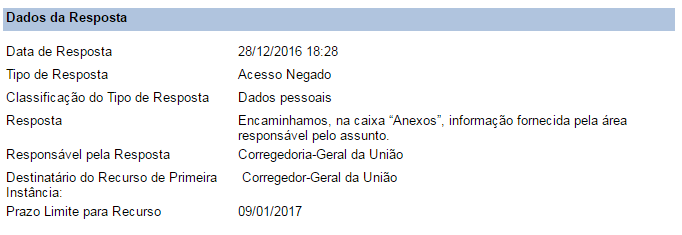 Dados da Resposta
Data de Resposta 28/12/2016 18:28
Tipo de Resposta Acesso Negado
Classificação do Tipo de Resposta Dados pessoais
Resposta Encaminhamos, na caixa “Anexos”, informação fornecida pela área
responsável pelo assunto.
Responsável pela Resposta Corregedoria-Geral da União
Destinatário do Recurso de Primeira Corregedor-Geral da União
Instância:
Prazo Limite para Recurso 09/01/2017